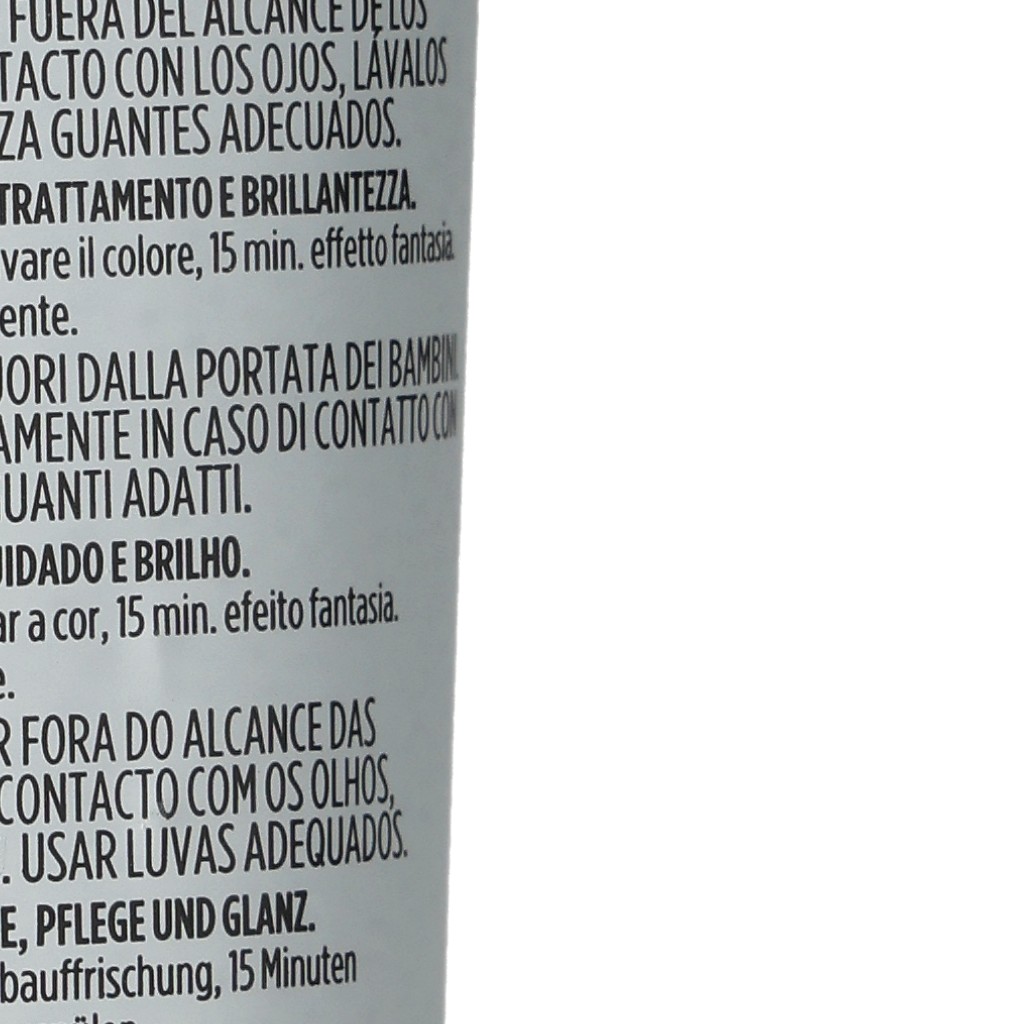 FUERA DEL ALCANCE DE LOS
TACTO CON LOS OJOS, LÁVALOS
ZA GUANTES ADECUADOS.
TRATTAMENTO E BRILLANTEZZA.
vare il colore, 15 min. effetto fantasia.
ente.
UORI DALLA PORTATA DEI BAMBINI.
AMENTE IN CASO DI CONTATTO CON
GUANTI ADATTI.
UIDADO E BRILHO.
ar a cor, 15 min. efeito fantasia.
e.
R FORA DO ALCANCE DAS
CONTACTO COM OS OLHOS,
. USAR LUVAS ADEQUADOS.
E, PFLEGE UND GLANZ.
bauffrischung, 15 Minuten